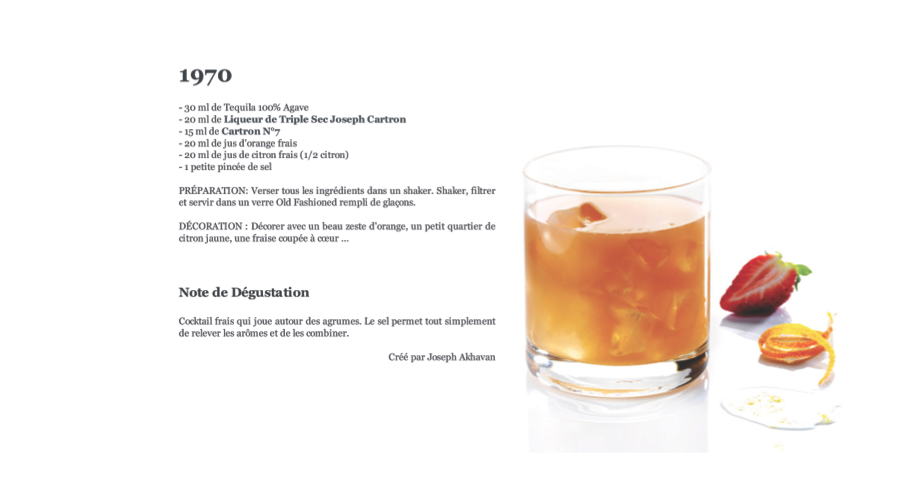 1970
- 30 ml de Tequila 100% Agave
- 20 ml de Liqueur de Triple Sec Joseph Cartron
- 15 ml de Cartron N°7
- 20 ml de jus d'orange frais
- 20 ml de jus de citron frais (1/2 citron)
- 1 petite pincée de sel
PRÉPARATION: Verser tous les ingrédients dans un shaker. Shaker, filtrer
et servir dans un verre Old Fashioned rempli de glaçons.
DÉCORATION : Décorer avec un beau zeste d'orange, un petit quartier de
citron jaune, une fraise coupée à cœur ...
Note de Dégustation
Cocktail frais qui joue autour des agrumes. Le sel permet tout simplement
de relever les arômes et de les combiner.
Créé par Joseph Akhavan